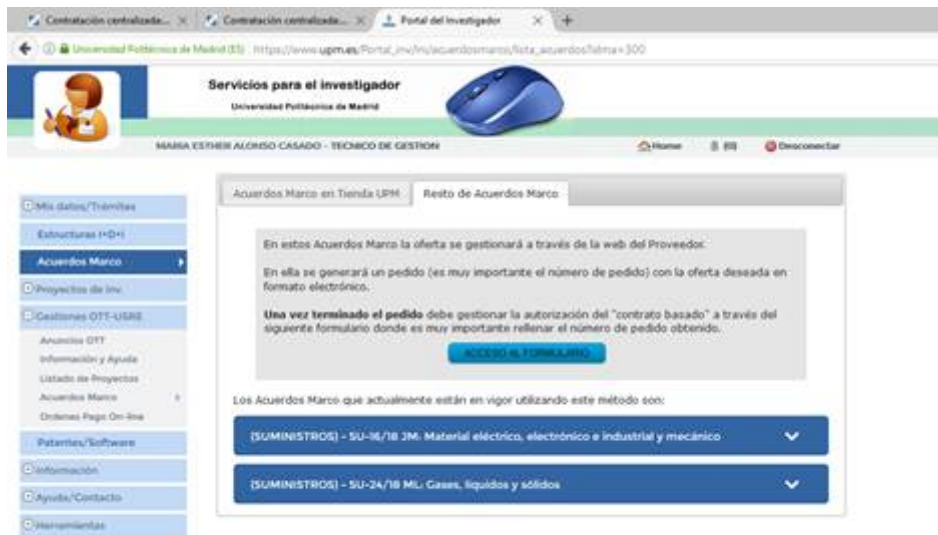 Contratación centralizada...
Contratación centralizada...
Portal del Investigador
Universidad Politécnica de Madrid (ES)
https://www.upm.es/Portal_inv/Inv/acuerdosmarco/lista_acuerdos?idma=300
Servicios para el investigador
Universidad Politécnica de Madrid
MARIA ESTHER ALONSO CASADO - TECNICO DE GESTION
Home
Desconectar
Mis datos/Trámites
Estructuras I+D+i
Acuerdos Marco
Proyectos de Inv.
Gestiones OTT-USRE
Anuncios OTT
Información y Ayuda
Listado de Proyectos
Acuerdos Marco
Ordenes Pago On-line
Patentes/Software
Información
Ayuda/Contacto
Herramientas
Acuerdos Marco en Tienda UPM
Resto de Acuerdos Marco
En estos Acuerdos Marco la oferta se gestionará a través de la web del Proveedor.
En ella se generará un pedido (es muy importante el número de pedido) con la oferta deseada en
formato electrónico.
Una vez terminado el pedido debe gestionar la autorización del "contrato basado" a través del
siguiente formulario donde es muy importante rellenar el número de pedido obtenido.
ACCESO AL FORMULARIO
Los Acuerdos Marco que actualmente están en vigor utilizando este método son:
(SUMINISTROS) - SU-16/18 JM: Material eléctrico, electrónico e industrial y mecánico
(SUMINISTROS) - SU-24/18 ML: Gases, líquidos y sólidos